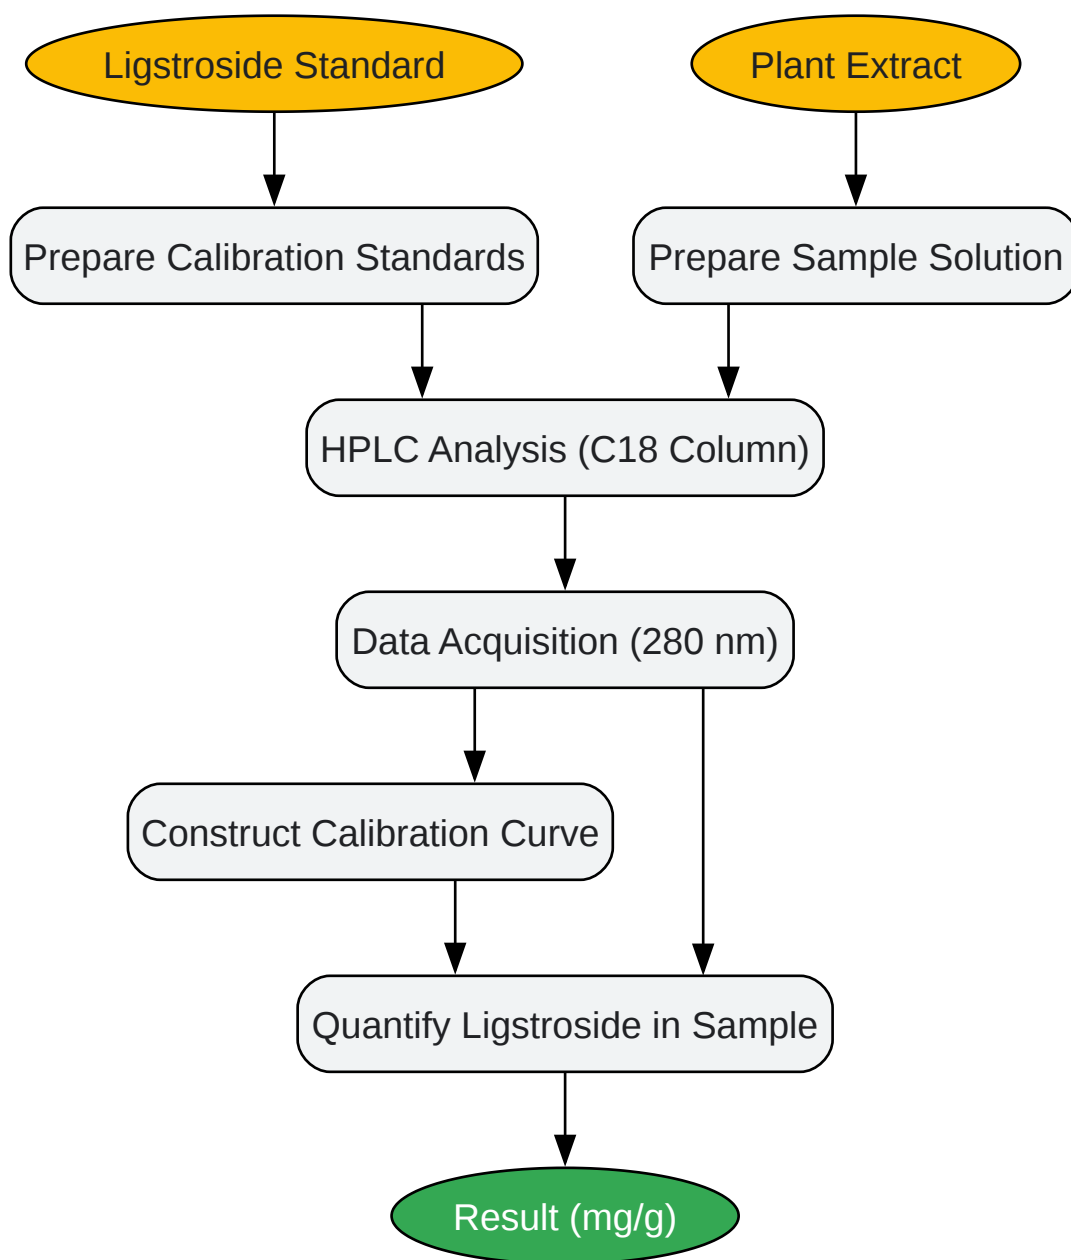 Ligstroside Standard
Plant Extract
Prepare Calibration Standards
Prepare Sample Solution
HPLC Analysis (C18 Column)
Data Acquisition (280 nm)
Construct Calibration Curve
Quantify Ligstroside in Sample
Result (mg/g)